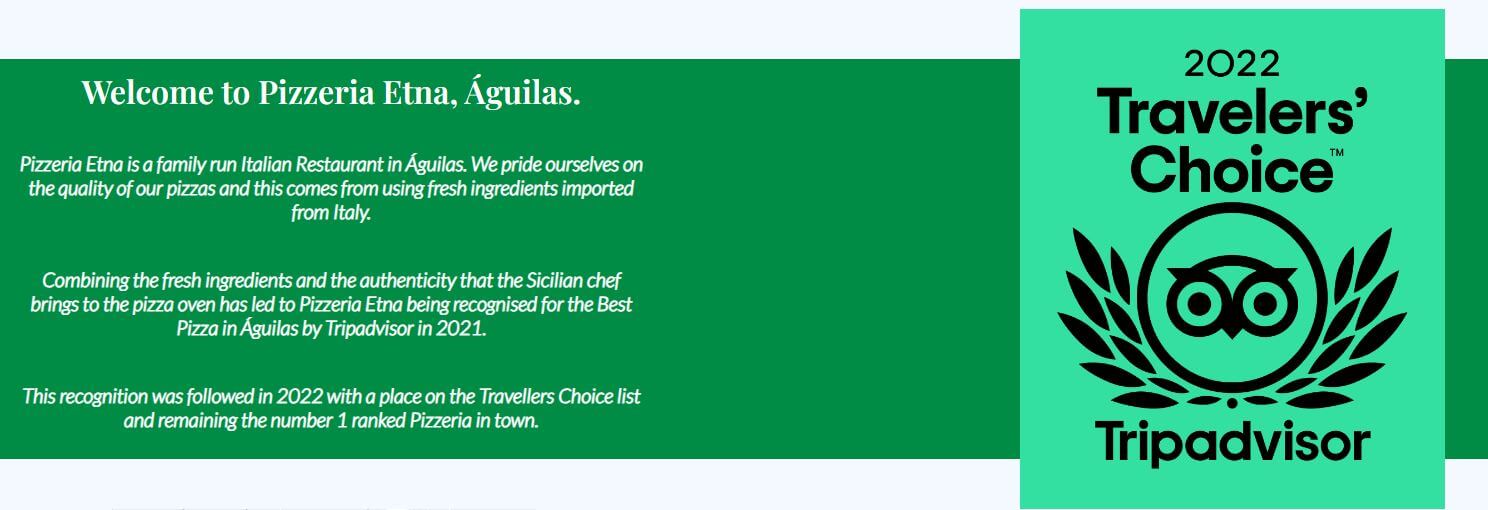 Welcome to Pizzeria Etna, Águilas.
Pizzeria Etna is a family run Italian Restaurant in Águilas. We pride ourselves on
the quality of our pizzas and this comes from using fresh ingredients imported
from Italy.
Combining the fresh ingredients and the authenticity that the Sicilian chef
brings to the pizza oven has led to Pizzeria Etna being recognised for the Best
Pizza in Águilas by Tripadvisor in 2021.
This recognition was followed in 2022 with a place on the Travellers Choice list
and remaining the number 1 ranked Pizzeria in town.
2022
Travelers’
Choice™
Tripadvisor